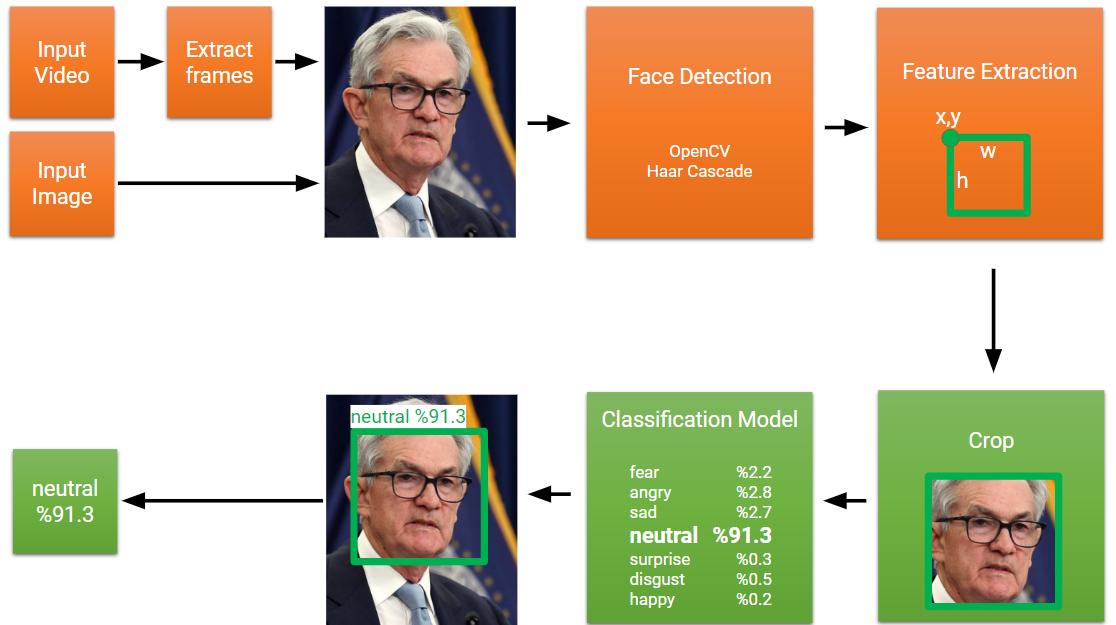 Input
Video
Extract
frames
Input
Image
Face Detection
OpenCV
Haar Cascade
Feature Extraction
x,y
w
h
Crop
Classification Model
fear %2.2
angry %2.8
sad %2.7
neutral %91.3
surprise %0.3
disgust %0.5
happy %0.2
neutral %91.3
neutral
%91.3